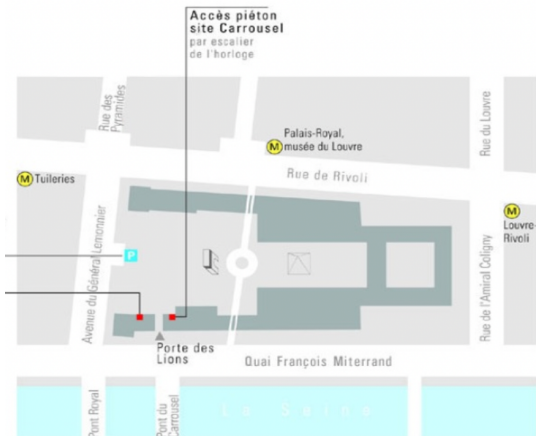 Accès piéton
site Carrousel
par escalier
de l'horloge
Rue des
Pyramides
Palais-Royal,
musée du Louvre
M
Rue du Louvre
Rue de Rivoli
M Tuileries
M
Louvre-
Rivoli
Avenue du Général Lemonnier
P
Rue de l'Amiral Coligny
Porte des
Lions
Quai François Miterrand
Pont Royal
Pont du
Carrousel
La Seine